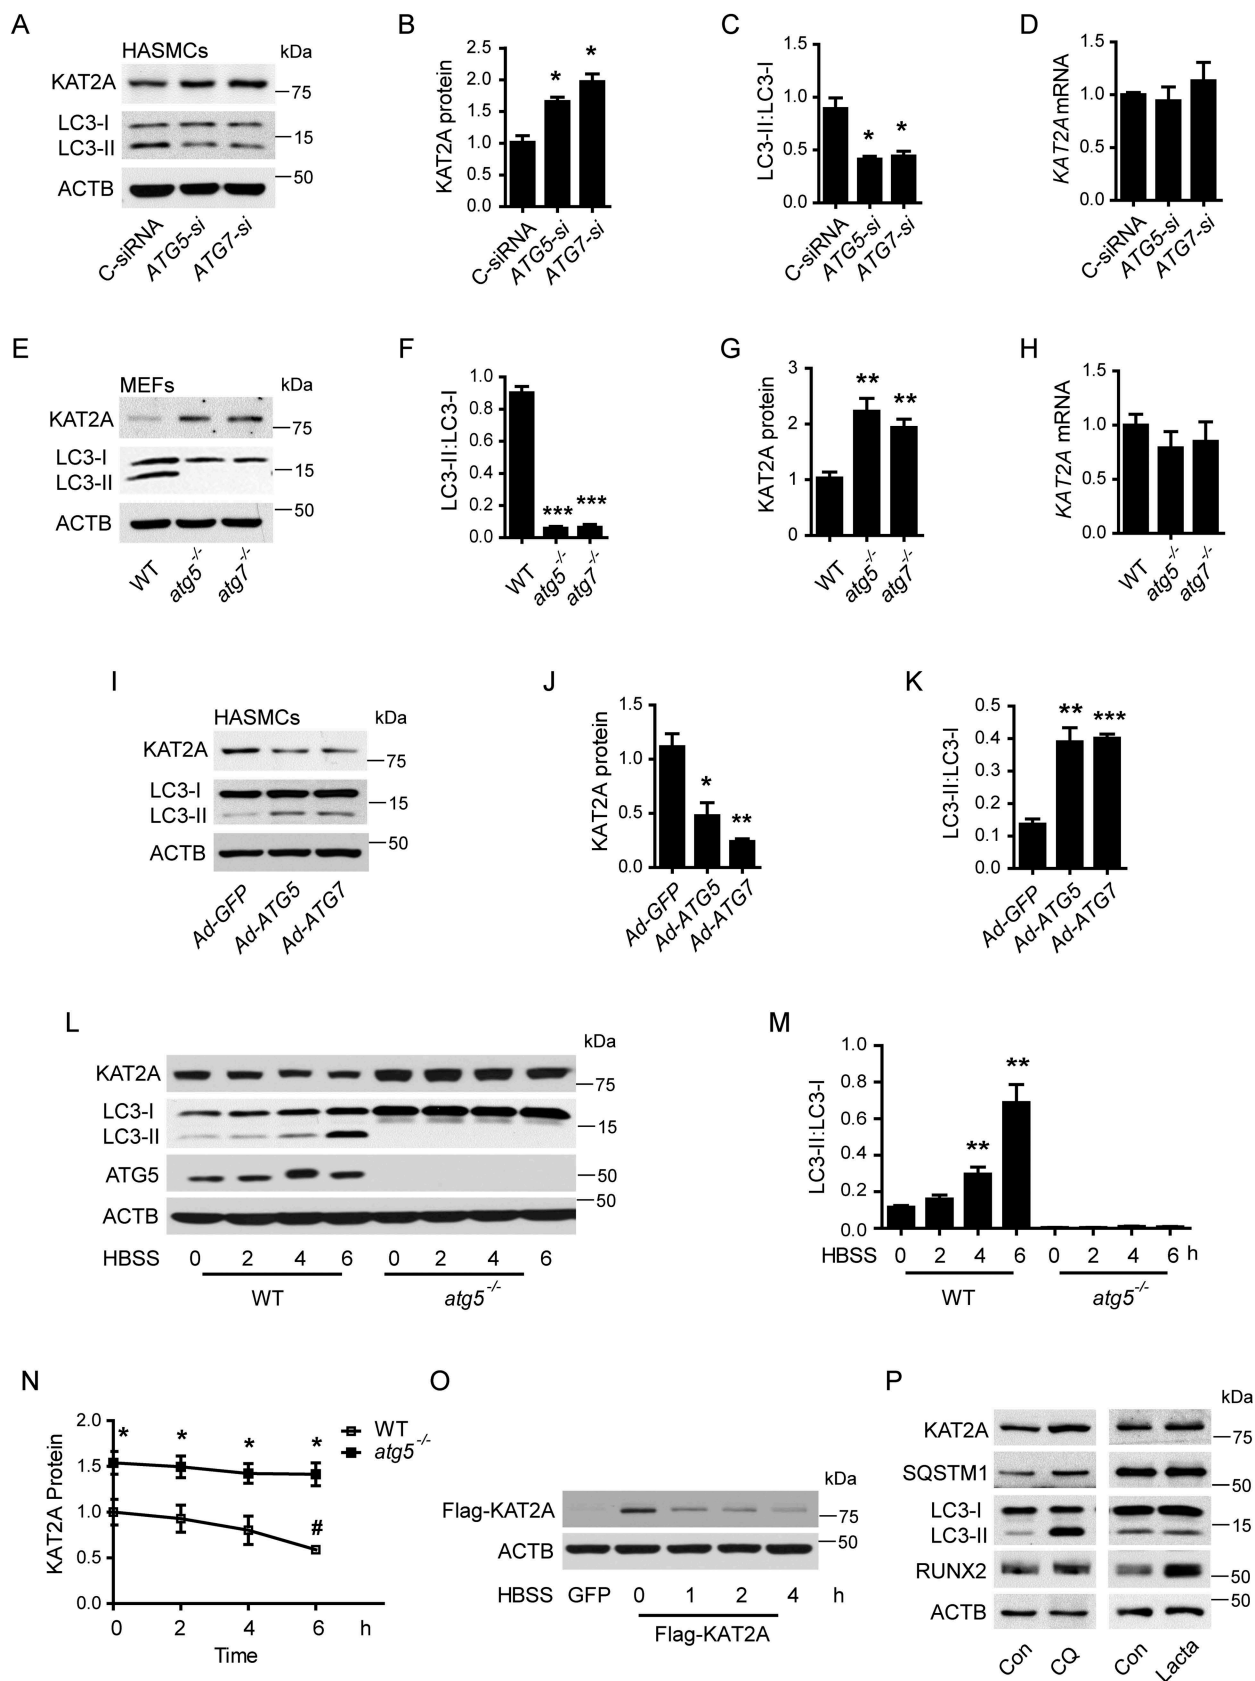 A
HASMCs
kDa
KAT2A
75
LC3-I
15
LC3-II
50
ACTB
C-siRNA
ATG5-si
ATG7-si
B
KAT2A protein
2.5
2.0
1.5
1.0
0.5
0.0
*
*
C-siRNA
ATG5-si
ATG7-si
C
LC3-II:LC3-I
1.5
1.0
0.5
0.0
*
*
C-siRNA
ATG5-si
ATG7-si
D
KAT2A mRNA
1.5
1.0
0.5
0.0
C-siRNA
ATG5-si
ATG7-si
E
MEFs
kDa
KAT2A
75
LC3-I
15
LC3-II
50
ACTB
WT
atg5-/-
atg7-/-
F
LC3-II:LC3-I
1.0
0.8
0.6
0.4
0.2
0.0
***
***
WT
atg5-/-
atg7-/-
G
KAT2A protein
3
2
1
0
**
**
WT
atg5-/-
atg7-/-
H
KAT2A mRNA
1.5
1.0
0.5
0.0
WT
atg5-/-
atg7-/-
I
HASMCs
kDa
KAT2A
75
LC3-I
15
LC3-II
50
ACTB
Ad-GFP
Ad-ATG5
Ad-ATG7
J
KAT2A protein
1.5
1.0
0.5
0.0
*
**
Ad-GFP
Ad-ATG5
Ad-ATG7
K
LC3-II:LC3-I
0.5
0.4
0.3
0.2
0.1
0.0
**
***
Ad-GFP
Ad-ATG5
Ad-ATG7
L
kDa
KAT2A
75
LC3-I
15
LC3-II
ATG5
50
50
ACTB
HBSS 0 2 4 6 0 2 4 6
WT atg5-/-
M
LC3-II:LC3-I
1.0
0.8
0.6
0.4
0.2
0.0
**
**
HBSS 0 2 4 6 0 2 4 6 h
WT atg5-/-
N
KAT2A Protein
2.0
1.5
1.0
0.5
0.0
* * * *
#
WT
atg5-/-
0 2 4 6 h
Time
O
kDa
Flag-KAT2A
75
50
ACTB
HBSS GFP 0 1 2 4 h
Flag-KAT2A
P
kDa
KAT2A
75
SQSTM1
50
LC3-I
15
LC3-II
RUNX2
50
50
ACTB
Con CQ Con Lacta